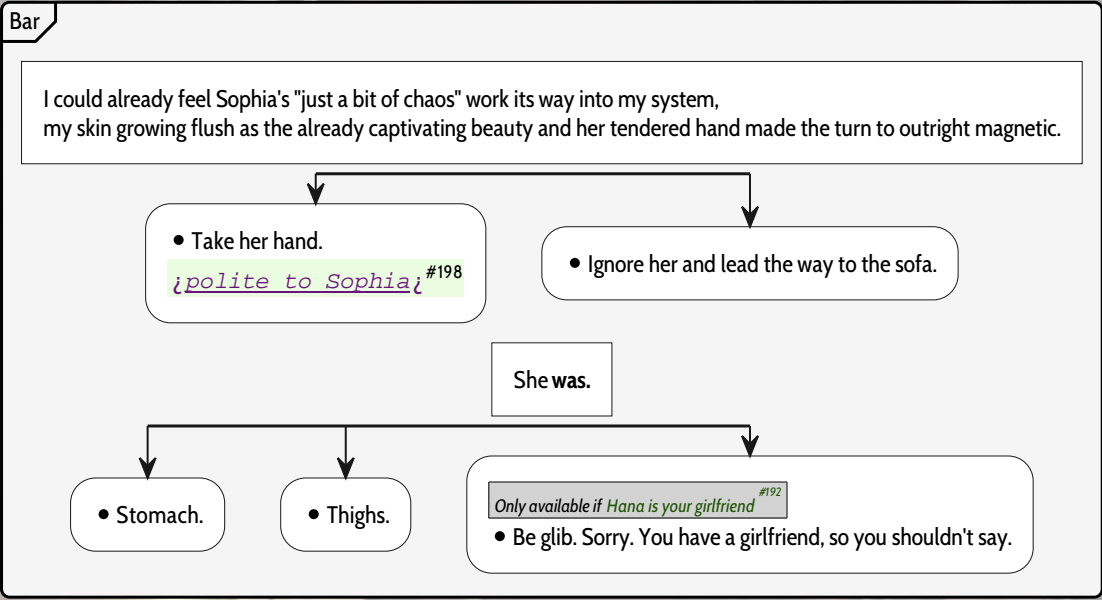 Bar
I could already feel Sophia's "just a bit of chaos" work its way into my system,
my skin growing flush as the already captivating beauty and her tendered hand made the turn to outright magnetic.
• Take her hand.
¿polite to Sophia¿#198
• Ignore her and lead the way to the sofa.
She was.
• Stomach.
• Thighs.
Only available if Hana is your girlfriend #192
• Be glib. Sorry. You have a girlfriend, so you shouldn't say.